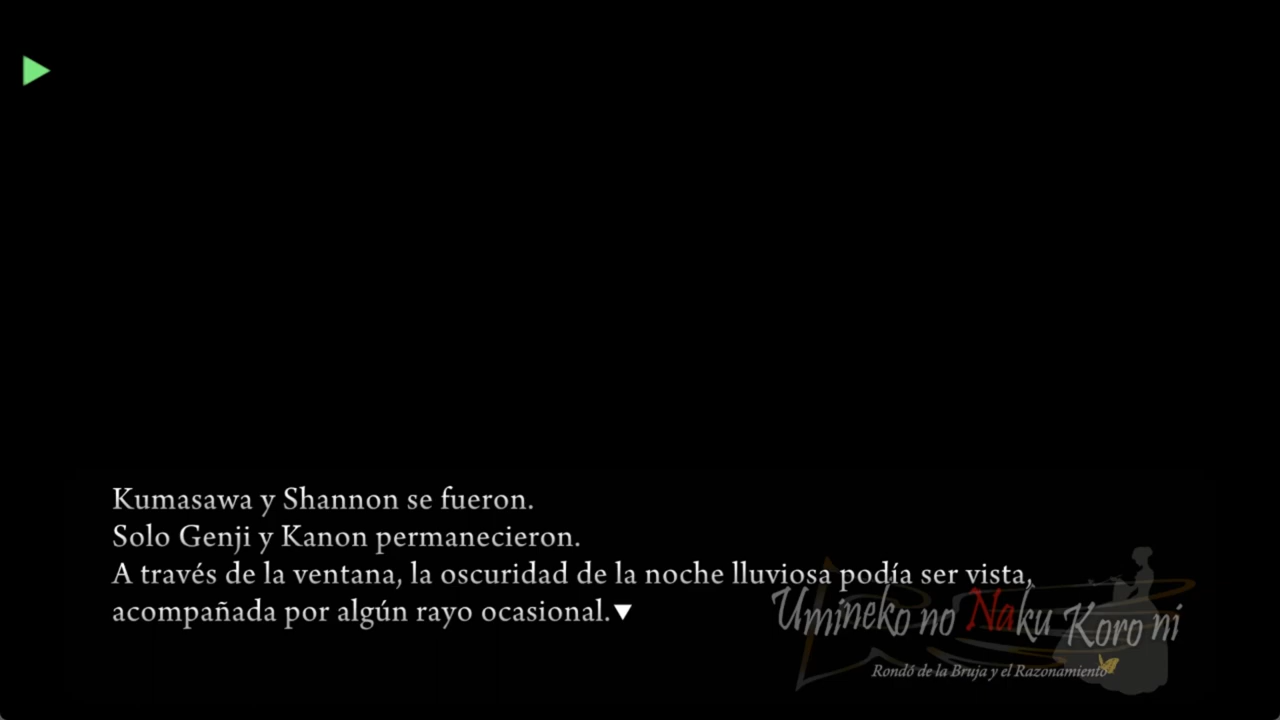 Kumasawa y Shannon se fueron.
Solo Genji y Kanon permanecieron.
A través de la ventana, la oscuridad de la noche lluviosa podía ser vista,
acompañada por algún rayo ocasional.
Umineko no Naku Koro ni
Rondó de la Bruja y el Razonamiento